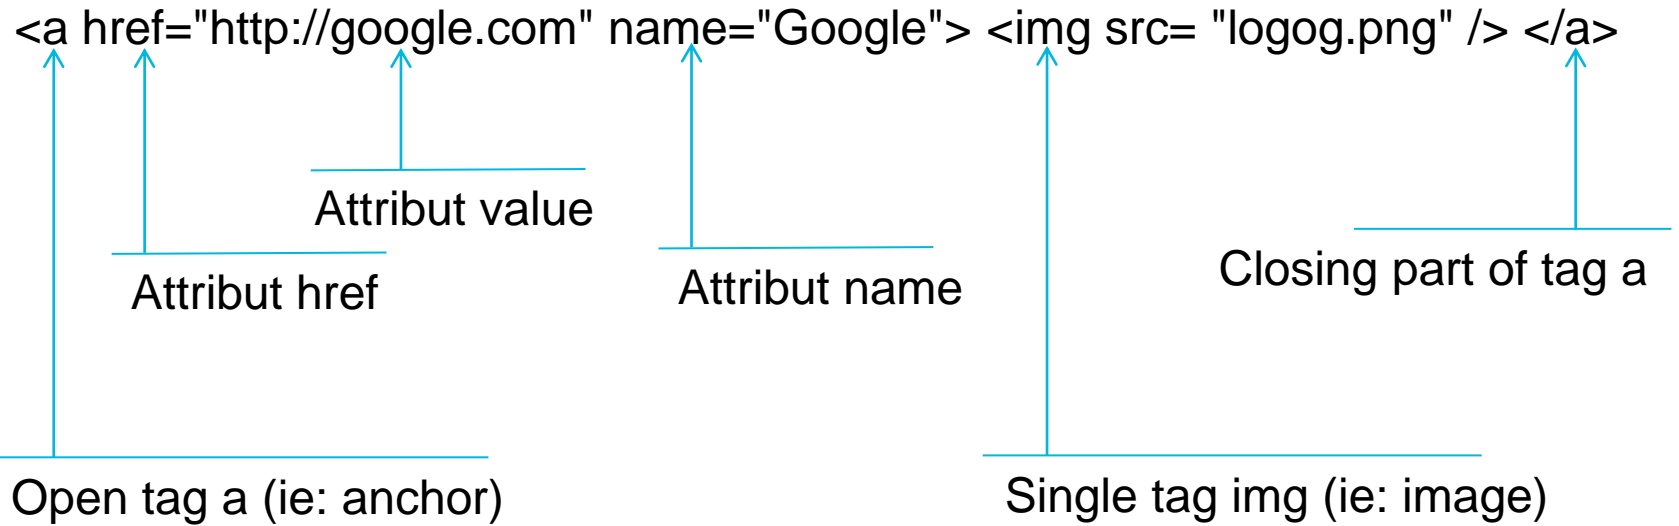 <a href="http://google.com" name="Google"> <img src= "logog.png" /> </a>
Attribut value
Attribut href
Attribut name
Closing part of tag a
Open tag a (ie: anchor)
Single tag img (ie: image)